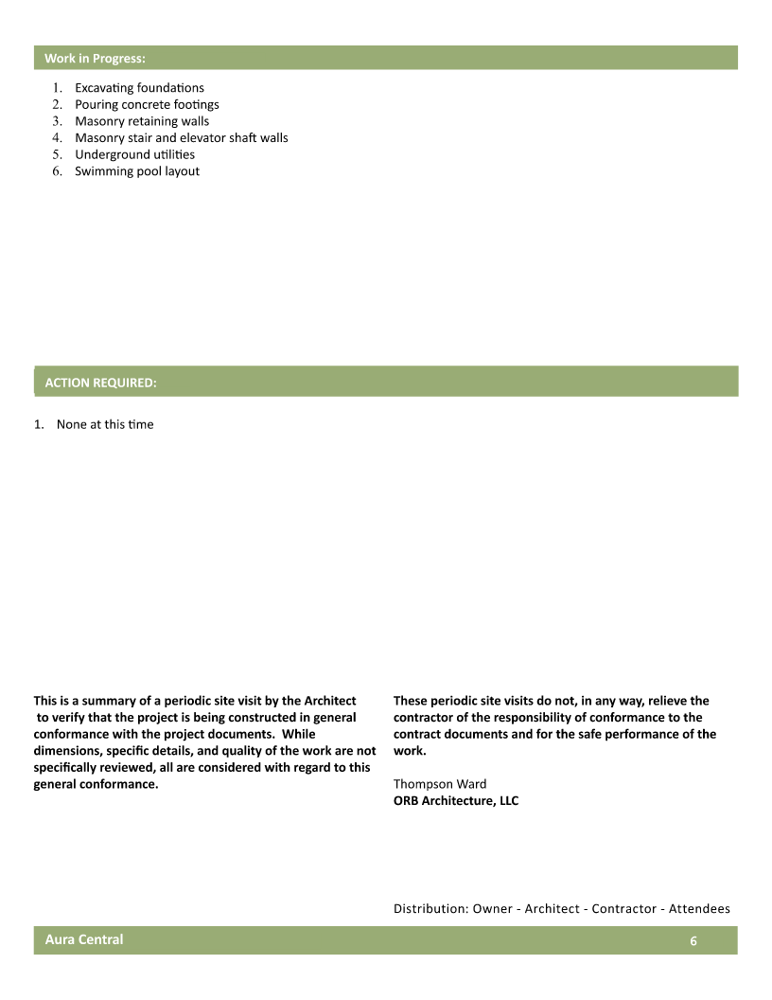 Work in Progress:
1. Excavating foundations
2. Pouring concrete footings
3. Masonry retaining walls
4. Masonry stair and elevator shaft walls
5. Underground utilities
6. Swimming pool layout
ACTION REQUIRED:
1. None at this time
This is a summary of a periodic site visit by the Architect
to verify that the project is being constructed in general
conformance with the project documents.  While
dimensions, specific details, and quality of the work are not
specifically reviewed, all are considered with regard to this
general conformance.
These periodic site visits do not, in any way, relieve the
contractor of the responsibility of conformance to the
contract documents and for the safe performance of the
work.
Thompson Ward
ORB Architecture, LLC
Distribution: Owner - Architect - Contractor - Attendees
Aura Central 6